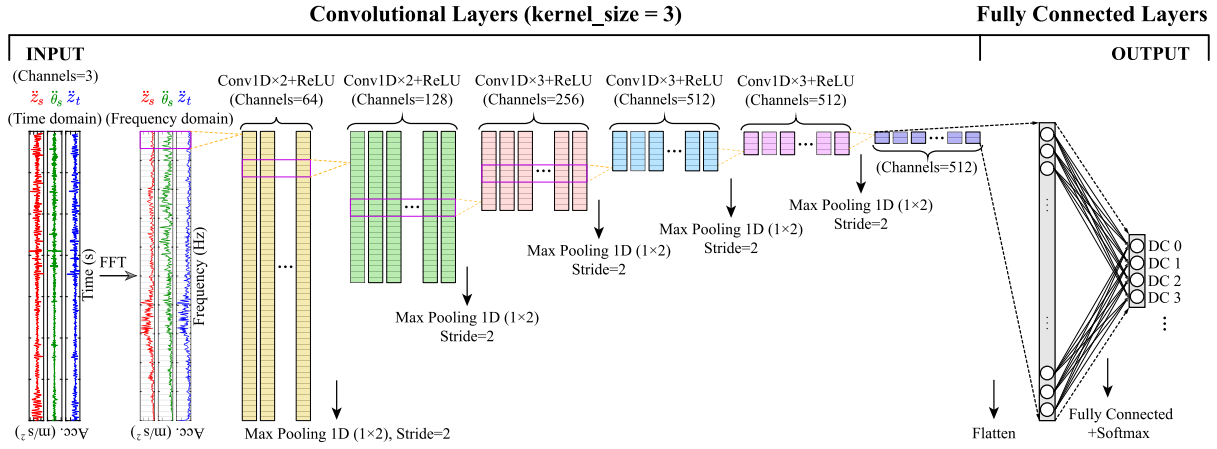 Convolutional Layers (kernel_size = 3)
Fully Connected Layers
INPUT
(Channels=3)
z̈ₛ θ̈ₛ z̈ₜ
(Time domain)
z̈ₛ θ̈ₛ z̈ₜ
(Frequency domain)
Time (s)
Acc. (m/s²)
FFT
Frequency (Hz)
Acc. (m/s²)
Conv1D×2+ReLU
(Channels=64)
...
Max Pooling 1D (1×2), Stride=2
Conv1D×2+ReLU
(Channels=128)
...
Max Pooling 1D (1×2)
Stride=2
Conv1D×3+ReLU
(Channels=256)
...
Max Pooling 1D (1×2)
Stride=2
Conv1D×3+ReLU
(Channels=512)
...
Max Pooling 1D (1×2)
Stride=2
Conv1D×3+ReLU
(Channels=512)
...
Max Pooling 1D (1×2)
Stride=2
...
(Channels=512)
Flatten
...
...
OUTPUT
DC 0
DC 1
DC 2
DC 3
...
Fully Connected
+Softmax